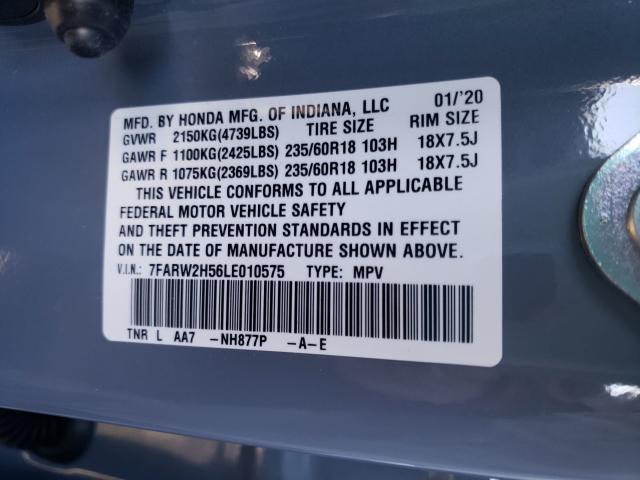 MFD. BY HONDA MFG. OF INDIANA, LLC 01/'20
GVWR 2150KG(4739LBS) TIRE SIZE RIM SIZE
GAWR F 1100KG(2425LBS) 235/60R18 103H 18X7.5J
GAWR R 1075KG(2369LBS) 235/60R18 103H 18X7.5J
THIS VEHICLE CONFORMS TO ALL APPLICABLE
FEDERAL MOTOR VEHICLE SAFETY
AND THEFT PREVENTION STANDARDS IN EFFECT
ON THE DATE OF MANUFACTURE SHOWN ABOVE.
V.I.N.: 7FARW2H56LE010575 TYPE: MPV
TNR L AA7 -NH877P -A-E